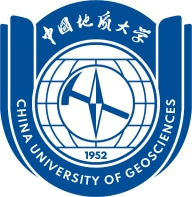 中国地质大学
1952
CHINA UNIVERSITY OF GEOSCIENCES